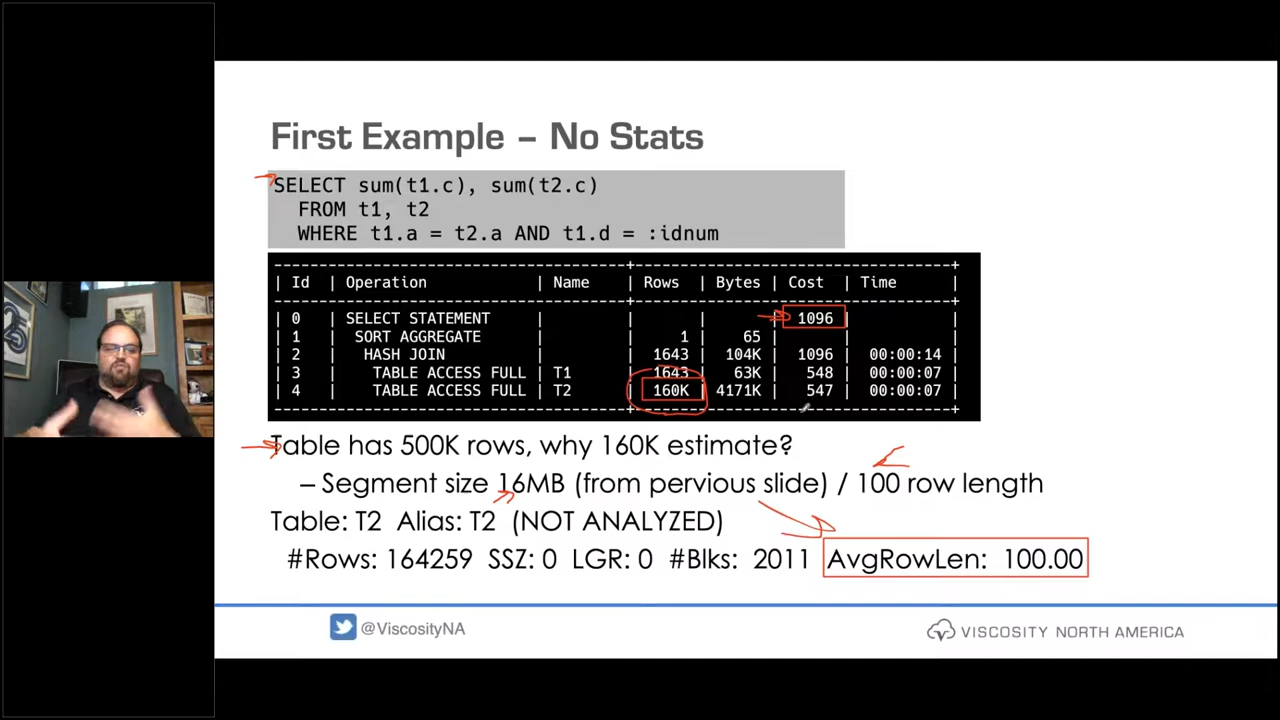 First Example – No Stats
SELECT sum(t1.c), sum(t2.c)
FROM t1, t2
WHERE t1.a = t2.a AND t1.d = :idnum
| Id | Operation | Name | Rows | Bytes | Cost | Time |
| 0 | SELECT STATEMENT | | | | 1096 | |
| 1 | SORT AGGREGATE | | 1 | 65 | | |
| 2 | HASH JOIN | | 1643 | 104K | 1096 | 00:00:14 |
| 3 | TABLE ACCESS FULL | T1 | 1643 | 63K | 548 | 00:00:07 |
| 4 | TABLE ACCESS FULL | T2 | 160K | 4171K | 547 | 00:00:07 |
Table has 500K rows, why 160K estimate?
– Segment size 16MB (from pervious slide) / 100 row length
Table: T2 Alias: T2 (NOT ANALYZED)
#Rows: 164259 SSZ: 0 LGR: 0 #Blks: 2011 AvgRowLen: 100.00
@ViscosityNA
VISCOSITY NORTH AMERICA